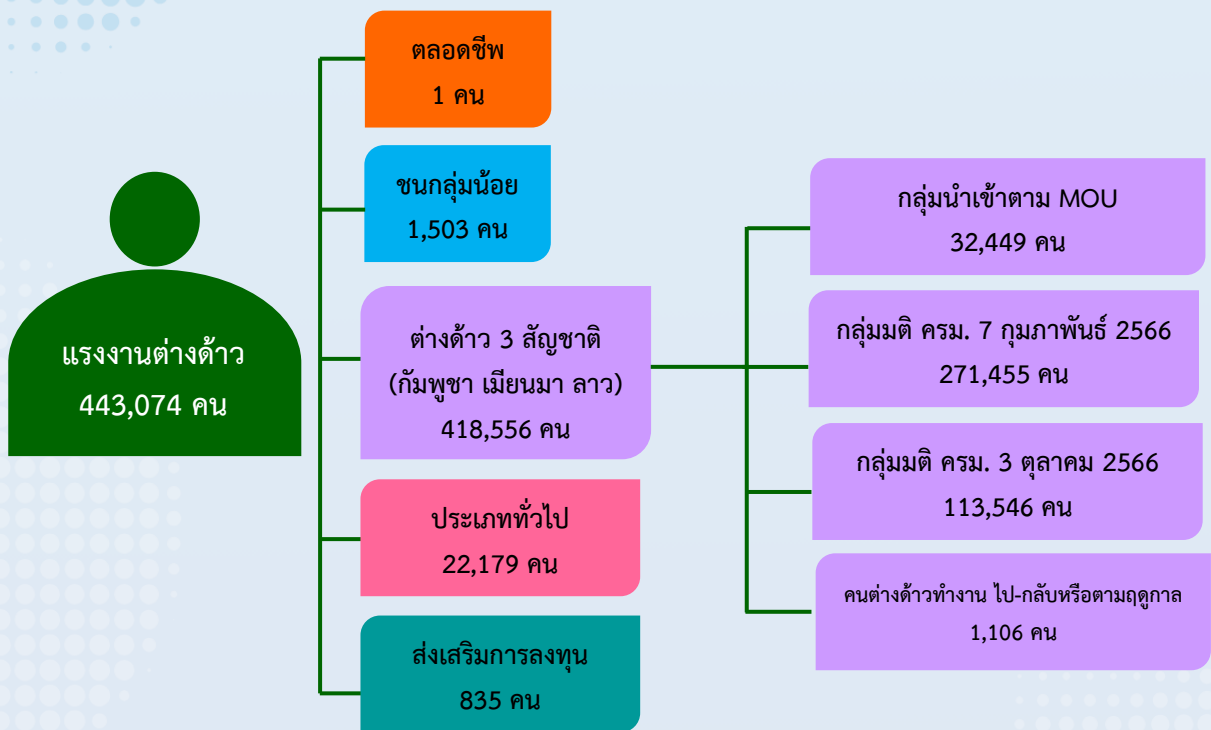 แรงงานต่างด้าว
443,074 คน
ตลอดชีพ
1 คน
ชนกลุ่มน้อย
1,503 คน
ต่างด้าว 3 สัญชาติ
(กัมพูชา เมียนมา ลาว)
418,556 คน
ประเภททั่วไป
22,179 คน
ส่งเสริมการลงทุน
835 คน
กลุ่มนำเข้าตาม MOU
32,449 คน
กลุ่มมติ ครม. 7 กุมภาพันธ์ 2566
271,455 คน
กลุ่มมติ ครม. 3 ตุลาคม 2566
113,546 คน
คนต่างด้าวทำงาน ไป-กลับหรือตามฤดูกาล
1,106 คน